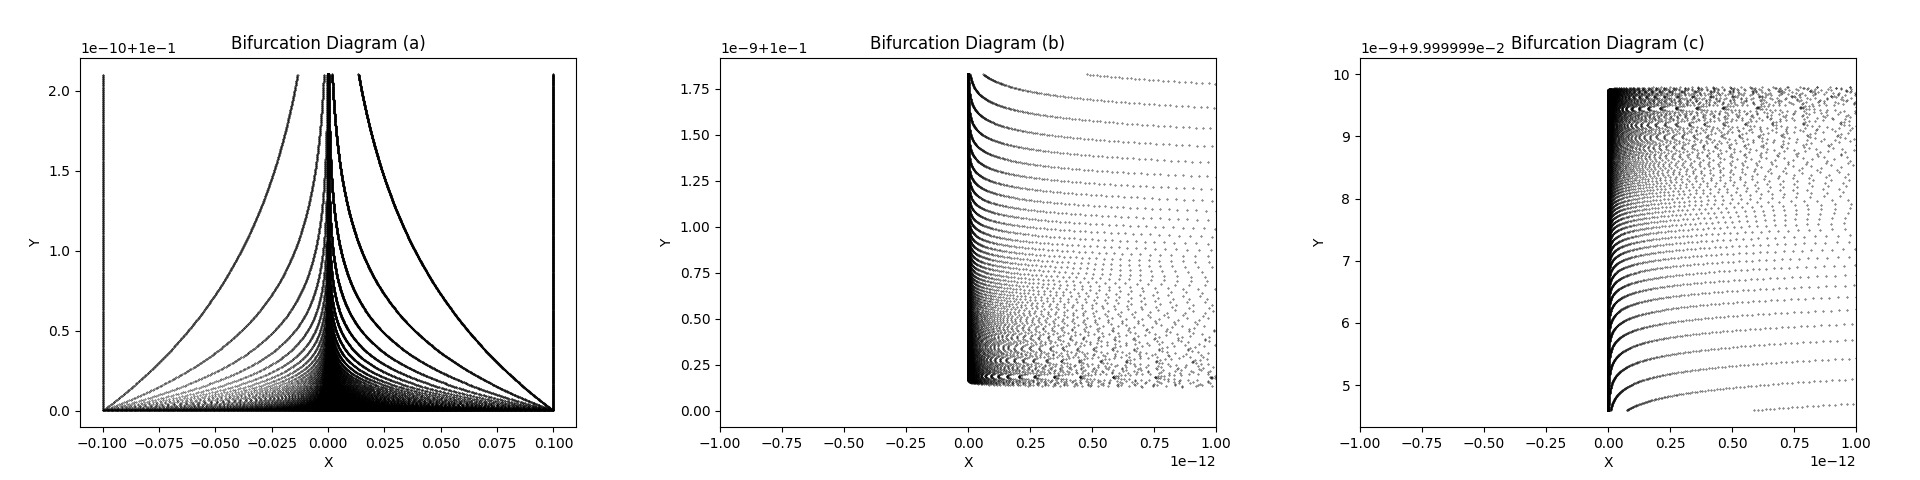 Bifurcation Diagram (a)
1e−10+1e−1
2.0
1.5
1.0
0.5
0.0
Y
−0.100 −0.075 −0.050 −0.025 0.000 0.025 0.050 0.075 0.100
X
Bifurcation Diagram (b)
1e−9+1e−1
1.75
1.50
1.25
1.00
0.75
0.50
0.25
0.00
Y
−1.00 −0.75 −0.50 −0.25 0.00 0.25 0.50 0.75 1.00
X
1e−12
Bifurcation Diagram (c)
1e−9+9.999999e−2
10
9
8
7
6
5
Y
−1.00 −0.75 −0.50 −0.25 0.00 0.25 0.50 0.75 1.00
X
1e−12